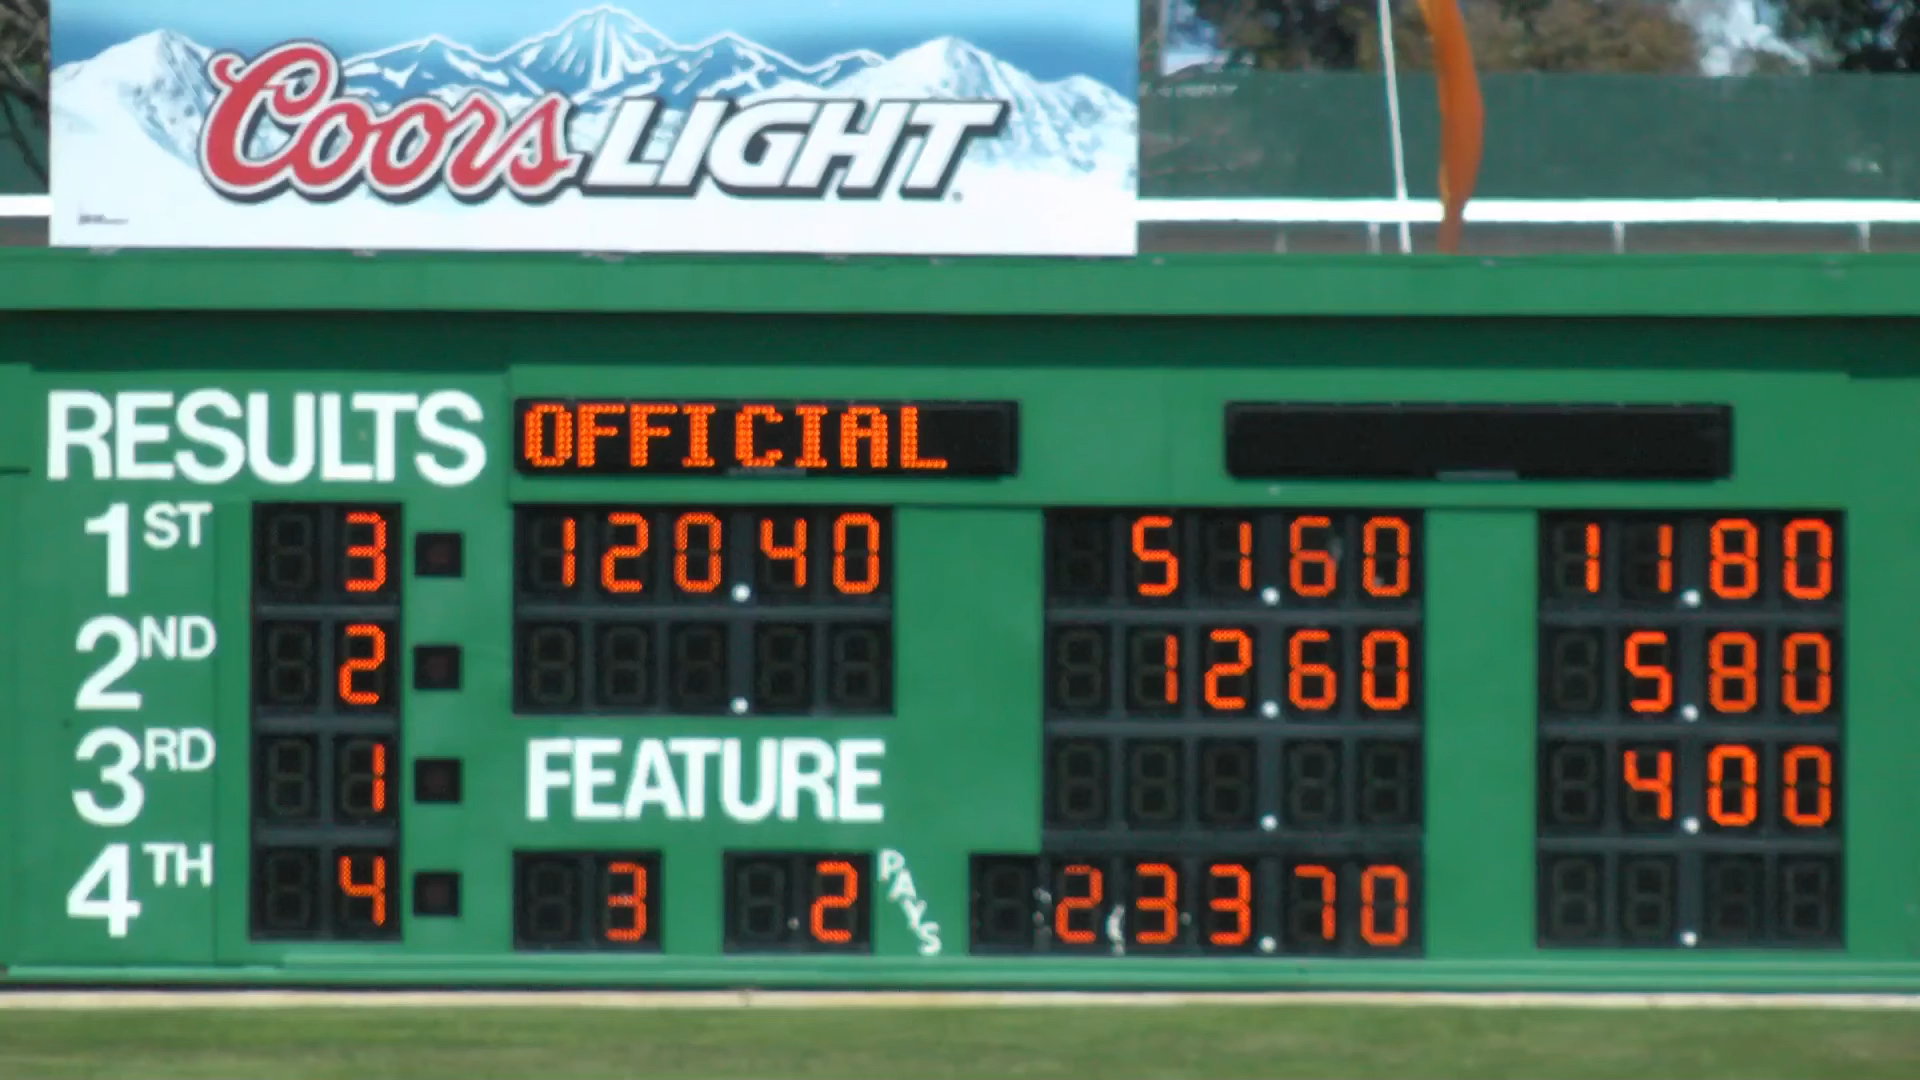 Coors LIGHT
RESULTS OFFICIAL
1ST 3 120.40 51.60 11.80
2ND 2 12.60 5.80
3RD 1 4.00
FEATURE
4TH 4 3 2 PAYS 233.70